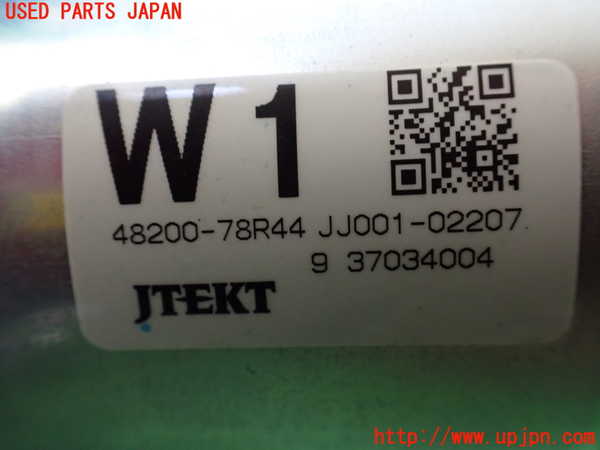 USED PARTS JAPAN
W1
48200-78R44 JJ001-02207
9 37034004
JTEKT
http://www.upjpn.com/